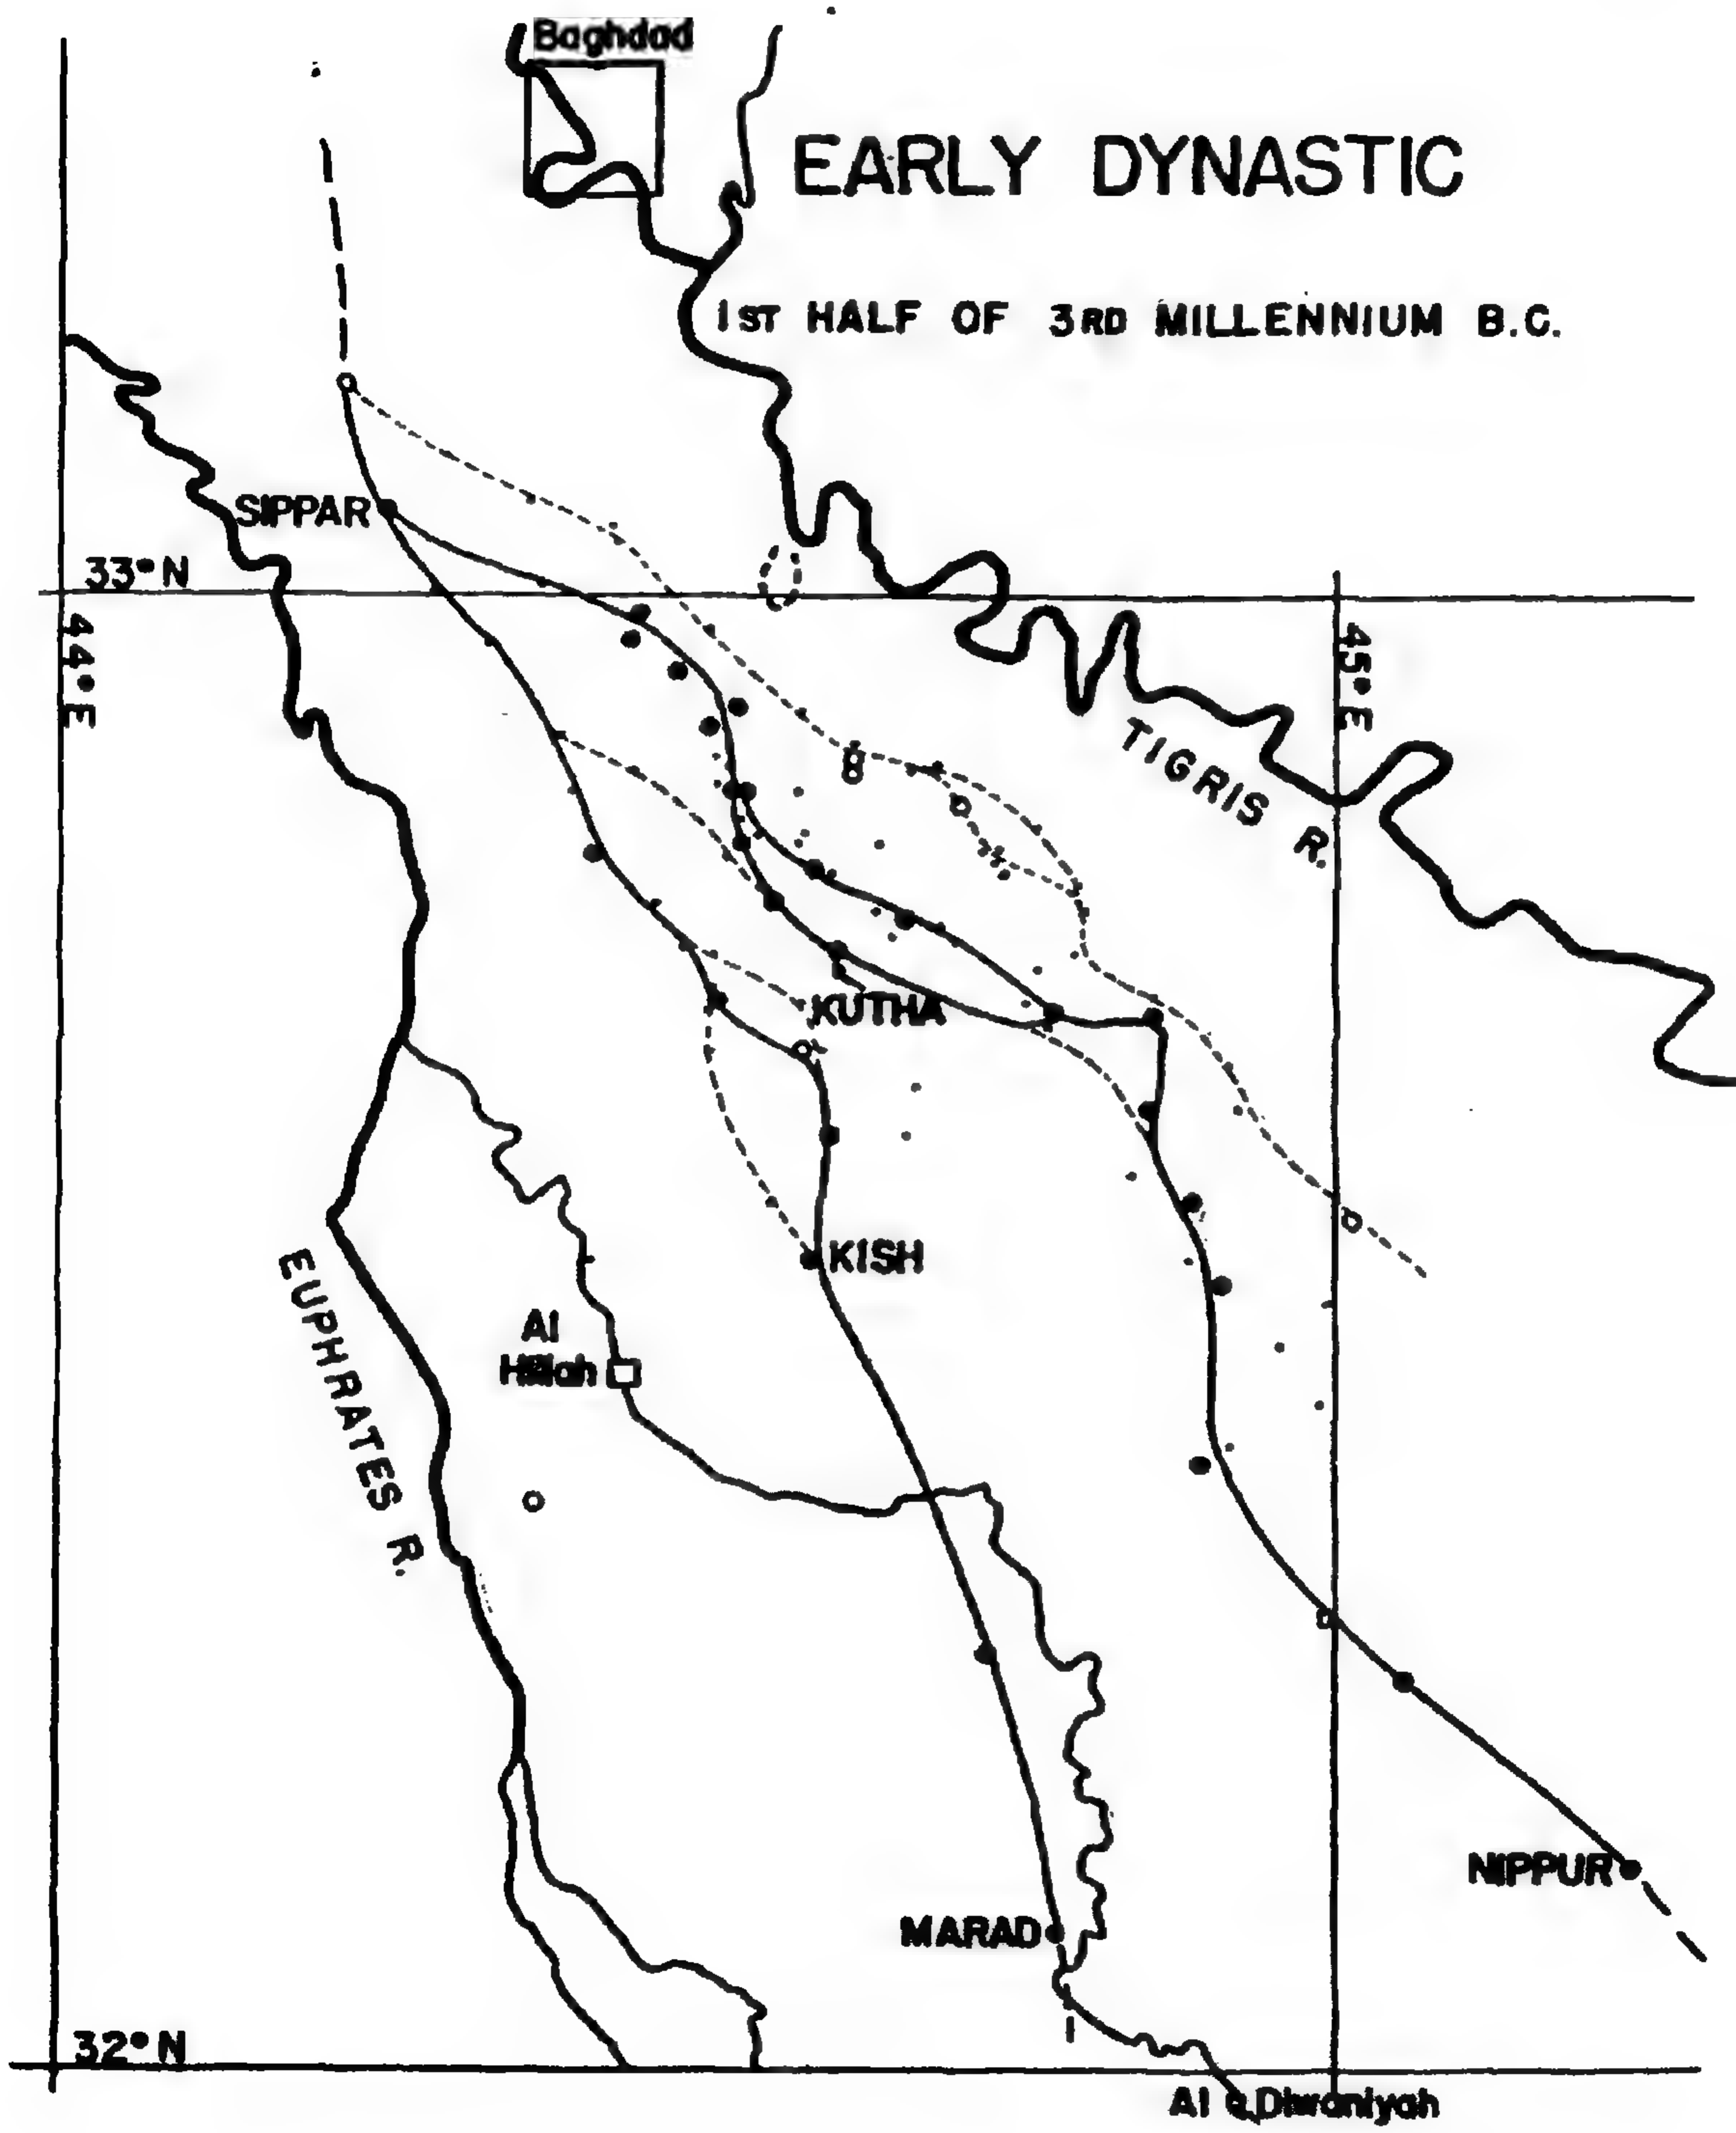 Baghdad
EARLY DYNASTIC
1ST HALF OF 3RD MILLENNIUM B.C.
SIPPAR
33° N
44° E
45° E
TIGRIS R.
KUTHA
KISH
EUPHRATES R.
Al
Hillah
NIPPUR
MARAD
32° N
Al Diwaniyah